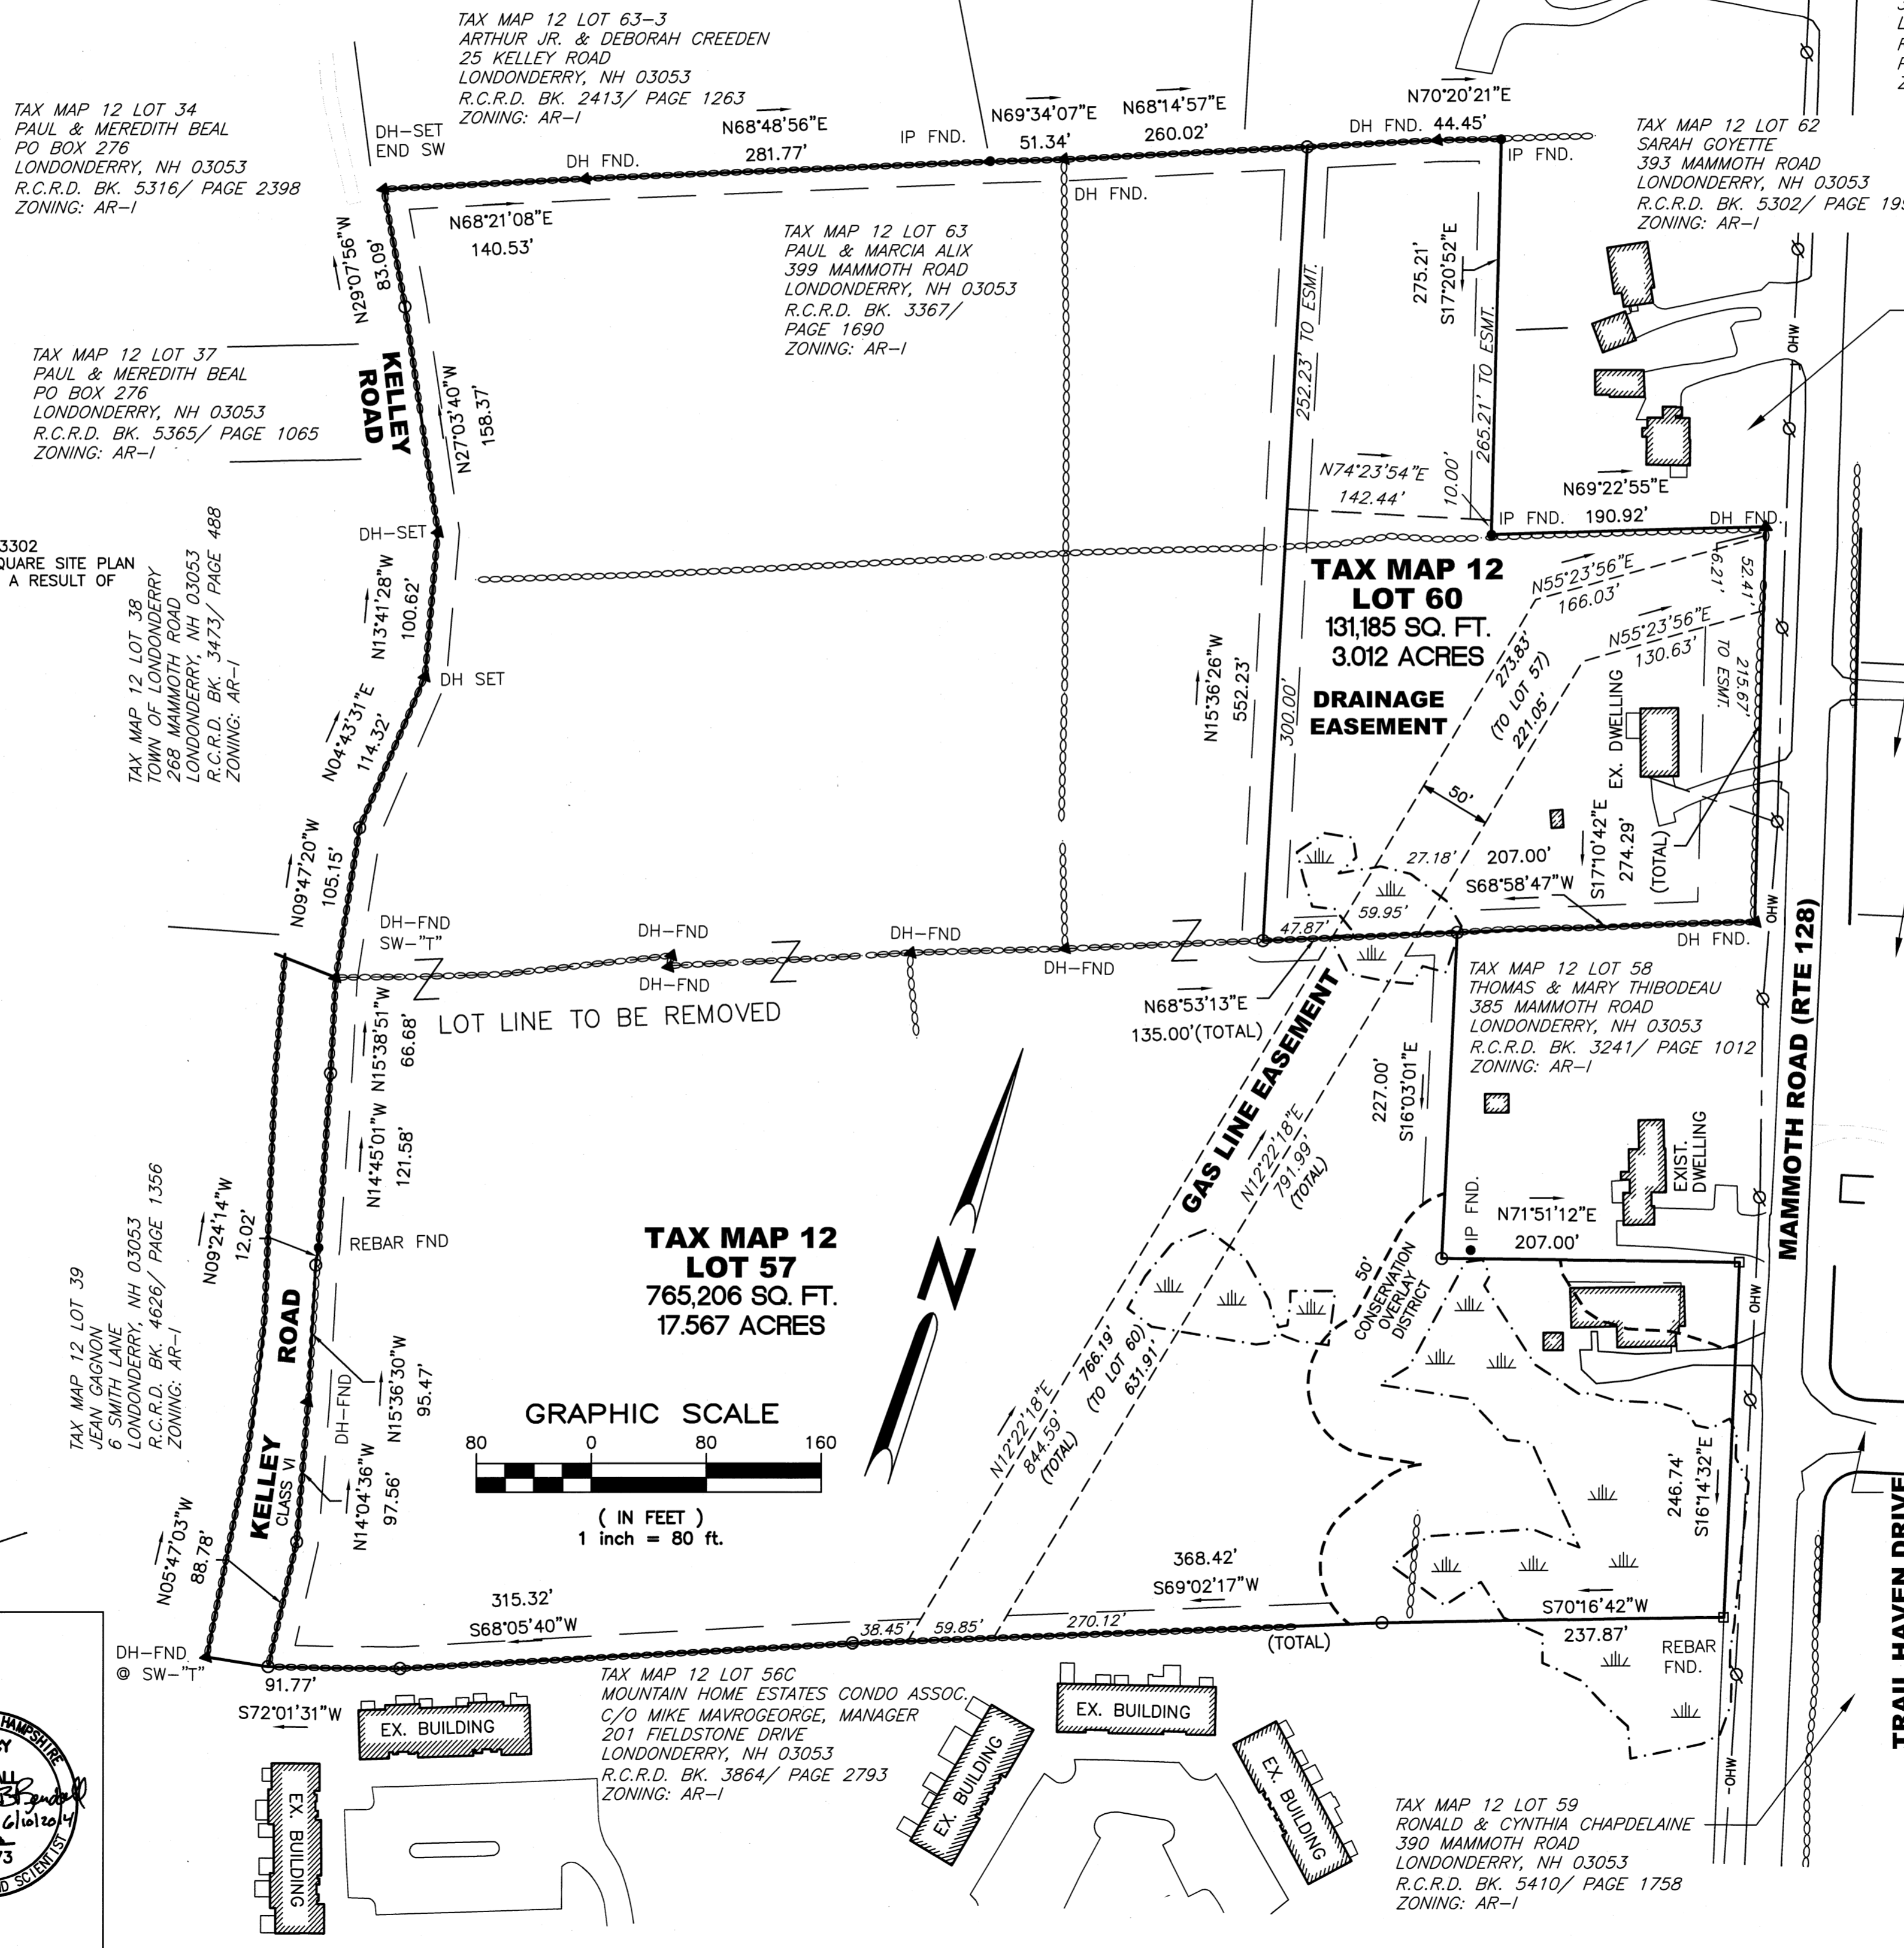 TAX MAP 12 LOT 63-3
ARTHUR JR. & DEBORAH CREEDEN
25 KELLEY ROAD
LONDONDERRY, NH 03053
R.C.R.D. BK. 2413/ PAGE 1263
ZONING: AR-I
TAX MAP 12 LOT 34
PAUL & MEREDITH BEAL
PO BOX 276
LONDONDERRY, NH 03053
R.C.R.D. BK. 5316/ PAGE 2398
ZONING: AR-I
DH-SET
END SW
DH FND.
N68°48'56"E
281.77'
IP FND.
N69°34'07"E
51.34'
N68°14'57"E
260.02'
DH FND.
N70°20'21"E
DH FND. 44.45'
IP FND.
TAX MAP 12 LOT 62
SARAH GOYETTE
393 MAMMOTH ROAD
LONDONDERRY, NH 03053
R.C.R.D. BK. 5302/ PAGE 195
ZONING: AR-I
N68°21'08"E
140.53'
N29°07'56"W
83.09'
TAX MAP 12 LOT 63
PAUL & MARCIA ALIX
399 MAMMOTH ROAD
LONDONDERRY, NH 03053
R.C.R.D. BK. 3367/
PAGE 1690
ZONING: AR-I
TAX MAP 12 LOT 37
PAUL & MEREDITH BEAL
PO BOX 276
LONDONDERRY, NH 03053
R.C.R.D. BK. 5365/ PAGE 1065
ZONING: AR-I
KELLEY
ROAD
N27°03'40"W
158.37'
252.23' TO ESMT.
275.21'
S17°20'52"E
265.21' TO ESMT.
10.00'
N74°23'54"E
142.44'
N69°22'55"E
IP FND. 190.92'
DH FND.
OHW
DH-SET
3302
QUARE SITE PLAN
A RESULT OF
TAX MAP 12 LOT 38
TOWN OF LONDONDERRY
268 MAMMOTH ROAD
LONDONDERRY, NH 03053
R.C.R.D. BK. 3473/ PAGE 488
ZONING: AR-I
N13°41'28"W
100.62'
DH SET
N04°43'31"E
114.32'
N09°47'20"W
105.15'
TAX MAP 12
LOT 60
131,185 SQ. FT.
3.012 ACRES
DRAINAGE
EASEMENT
N15°36'26"W
552.23'
300.00'
N55°23'56"E
166.03'
N55°23'56"E
130.63'
6.21'
52.41'
215.67'
TO ESMT.
273.83'
(TO LOT 57)
221.05'
EX. DWELLING
50'
27.18'
207.00'
S68°58'47"W
S17°10'42"E
274.29'
(TOTAL)
OHW
47.87'
59.95'
DH FND.
DH-FND
SW-"T"
DH-FND
DH-FND
DH-FND
DH-FND
LOT LINE TO BE REMOVED
N68°53'13"E
135.00'(TOTAL)
TAX MAP 12 LOT 58
THOMAS & MARY THIBODEAU
385 MAMMOTH ROAD
LONDONDERRY, NH 03053
R.C.R.D. BK. 3241/ PAGE 1012
ZONING: AR-I
MAMMOTH ROAD (RTE 128)
GAS LINE EASEMENT
N12°22'18"E
791.99'
(TOTAL)
227.00'
S16°03'01"E
N15°38'51"W
66.68'
N14°45'01"W
121.58'
N09°24'14"W
12.02'
REBAR FND
TAX MAP 12 LOT 39
JEAN GAGNON
6 SMITH LANE
LONDONDERRY, NH 03053
R.C.R.D. BK. 4626/ PAGE 1356
ZONING: AR-I
N
TAX MAP 12
LOT 57
765,206 SQ. FT.
17.567 ACRES
IP FND.
N71°51'12"E
207.00'
EXIST.
DWELLING
50'
CONSERVATION
OVERLAY
DISTRICT
OHW
KELLEY ROAD
CLASS VI
DH-FND
N15°36'30"W
95.47'
N14°04'36"W
97.56'
N05°47'03"W
88.78'
GRAPHIC SCALE
80 0 80 160
( IN FEET )
1 inch = 80 ft.
N12°22'18"E
844.59'
(TOTAL)
766.19'
(TO LOT 60)
631.91'
246.74'
S16°14'32"E
TRAIL HAVEN DRIVE
315.32'
S68°05'40"W
368.42'
S69°02'17"W
38.45'
59.85'
270.12'
(TOTAL)
S70°16'42"W
237.87'
REBAR
FND.
DH-FND
@ SW-"T"
91.77'
S72°01'31"W
TAX MAP 12 LOT 56C
MOUNTAIN HOME ESTATES CONDO ASSOC.
C/O MIKE MAVROGEORGE, MANAGER
201 FIELDSTONE DRIVE
LONDONDERRY, NH 03053
R.C.R.D. BK. 3864/ PAGE 2793
ZONING: AR-I
EX. BUILDING
EX. BUILDING
EX. BUILDING
EX. BUILDING
EX. BUILDING
OHW
TAX MAP 12 LOT 59
RONALD & CYNTHIA CHAPDELAINE
390 MAMMOTH ROAD
LONDONDERRY, NH 03053
R.C.R.D. BK. 5410/ PAGE 1758
ZONING: AR-I
HAMPSHIRE
6/10/2014
73
SCIENTIST